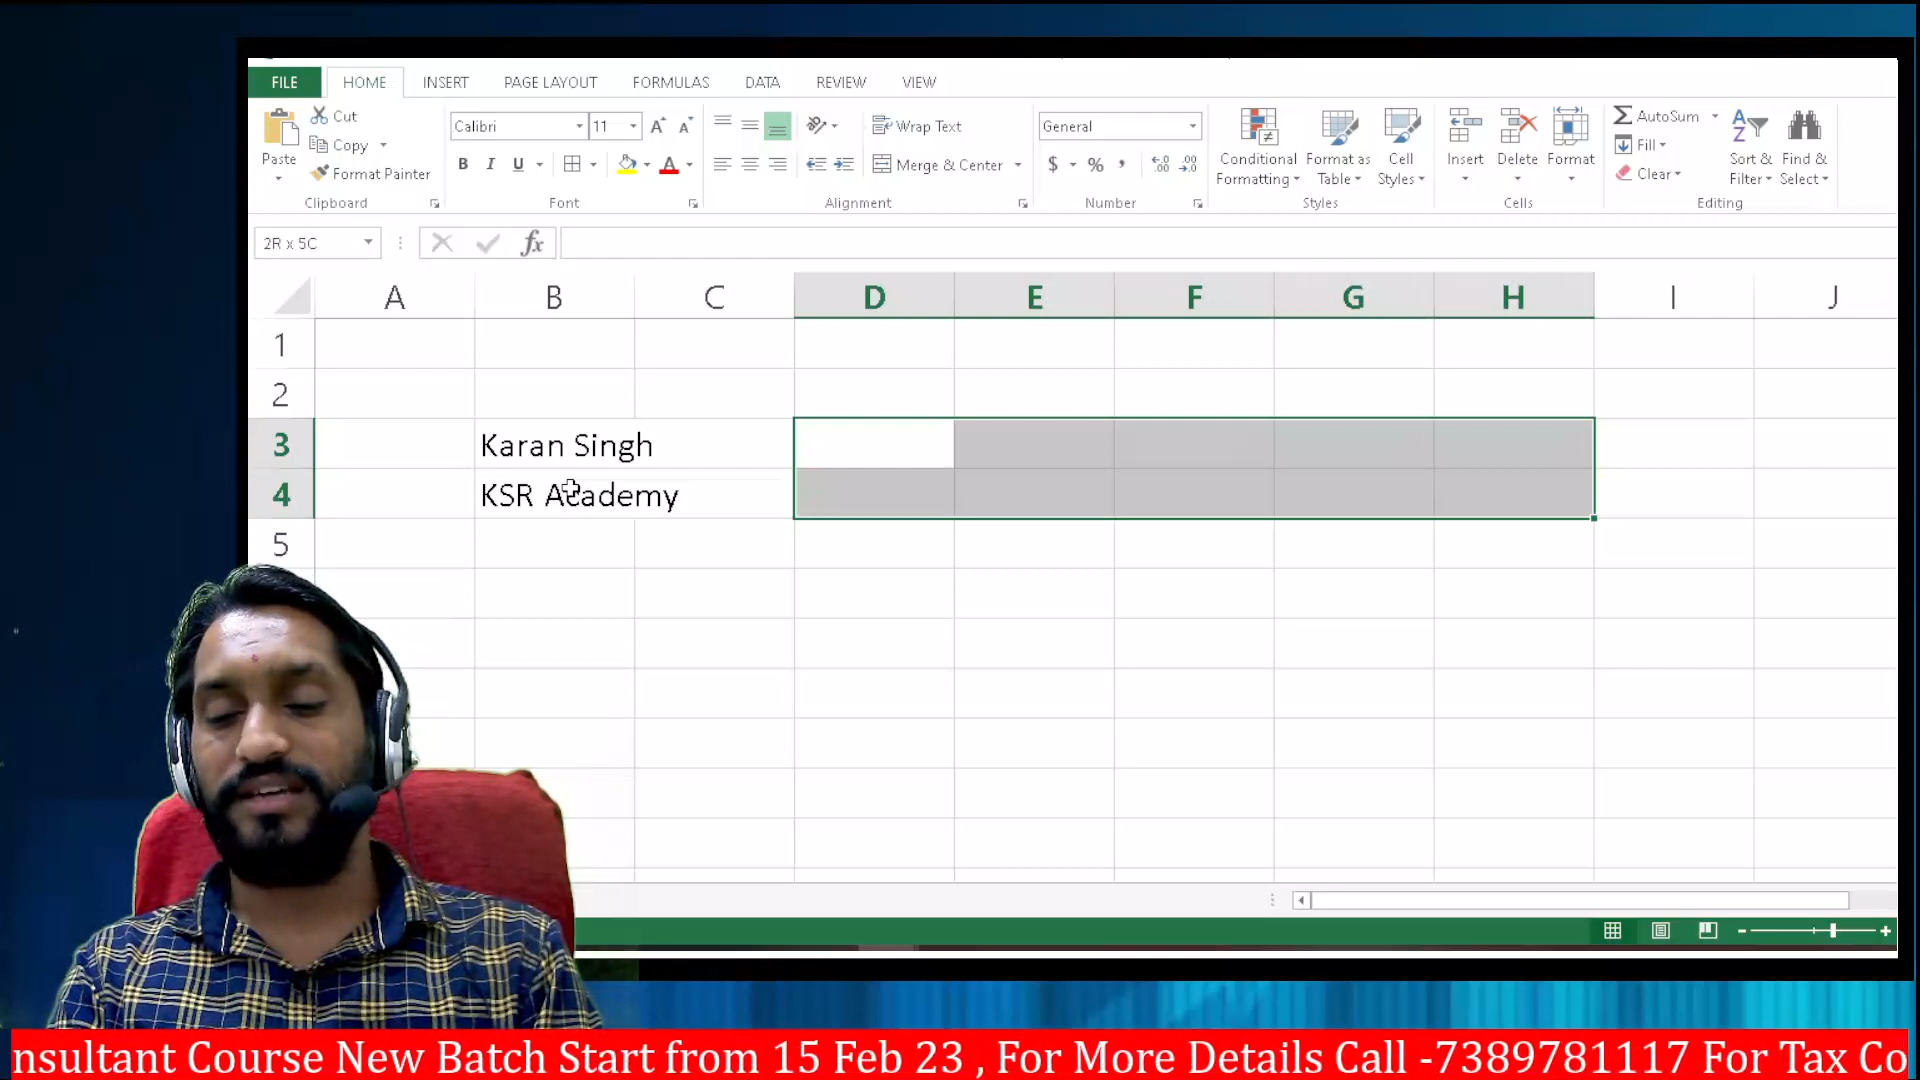 FILE HOME INSERT PAGE LAYOUT FORMULAS DATA REVIEW VIEW
Paste
Cut
Copy
Format Painter
Clipboard
Calibri 11
B I U
Font
Wrap Text
Merge & Center
Alignment
General
$ % ,
Number
Conditional Formatting
Format as Table
Cell Styles
Styles
Insert
Delete
Format
Cells
AutoSum
Fill
Clear
Sort & Filter
Find & Select
Editing
2R x 5C
fx
A B C D E F G H I J
1
2
3 Karan Singh
4 KSR Academy
5
nsultant Course New Batch Start from 15 Feb 23 , For More Details Call -7389781117 For Tax Co